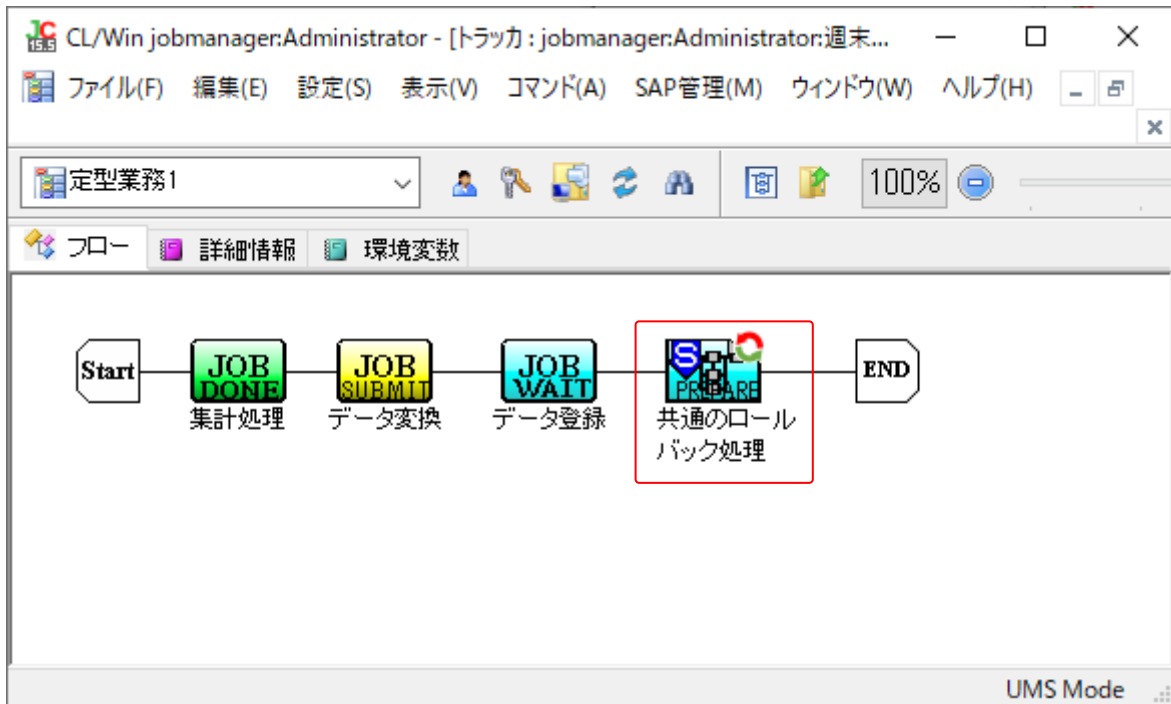 JC
15.5
CL/Win jobmanager:Administrator - [トラッカ : jobmanager:Administrator:週末...
ファイル(F) 編集(E) 設定(S) 表示(V) コマンド(A) SAP管理(M) ウィンドウ(W) ヘルプ(H)
定型業務1
100%
フロー 詳細情報 環境変数
Start
JOB
DONE
集計処理
JOB
SUBMIT
データ変換
JOB
WAIT
データ登録
S
PREPARE
共通のロール
バック処理
END
UMS Mode